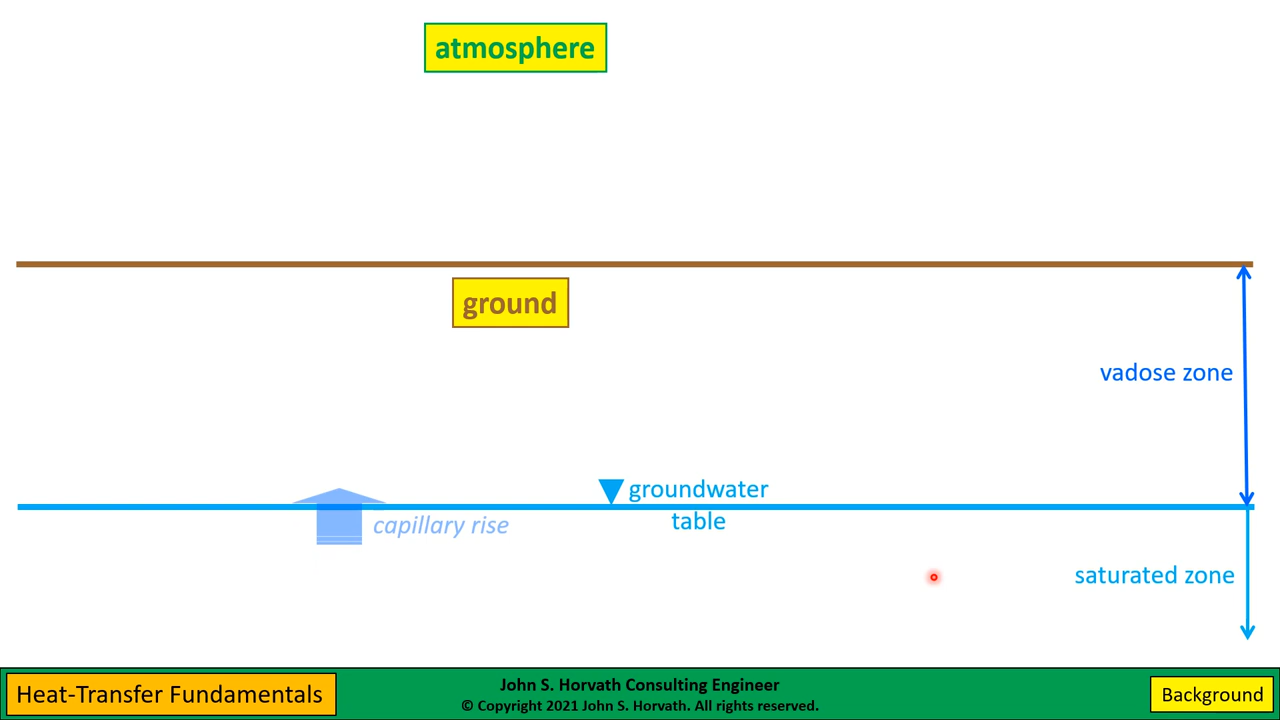 atmosphere
ground
vadose zone
groundwater
table
capillary rise
saturated zone
Heat-Transfer Fundamentals
John S. Horvath Consulting Engineer
© Copyright 2021 John S. Horvath. All rights reserved.
Background